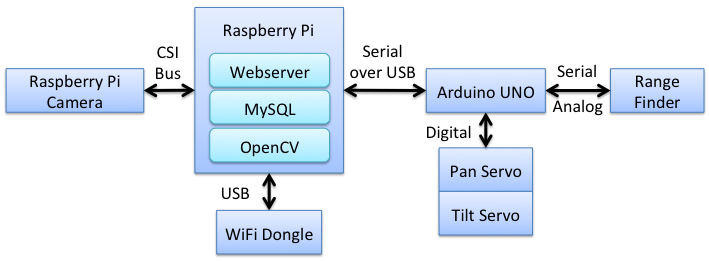 Raspberry Pi
Camera
CSI
Bus
Raspberry Pi
Webserver
MySQL
OpenCV
USB
WiFi Dongle
Serial
over USB
Arduino UNO
Digital
Pan Servo
Tilt Servo
Serial
Analog
Range
Finder